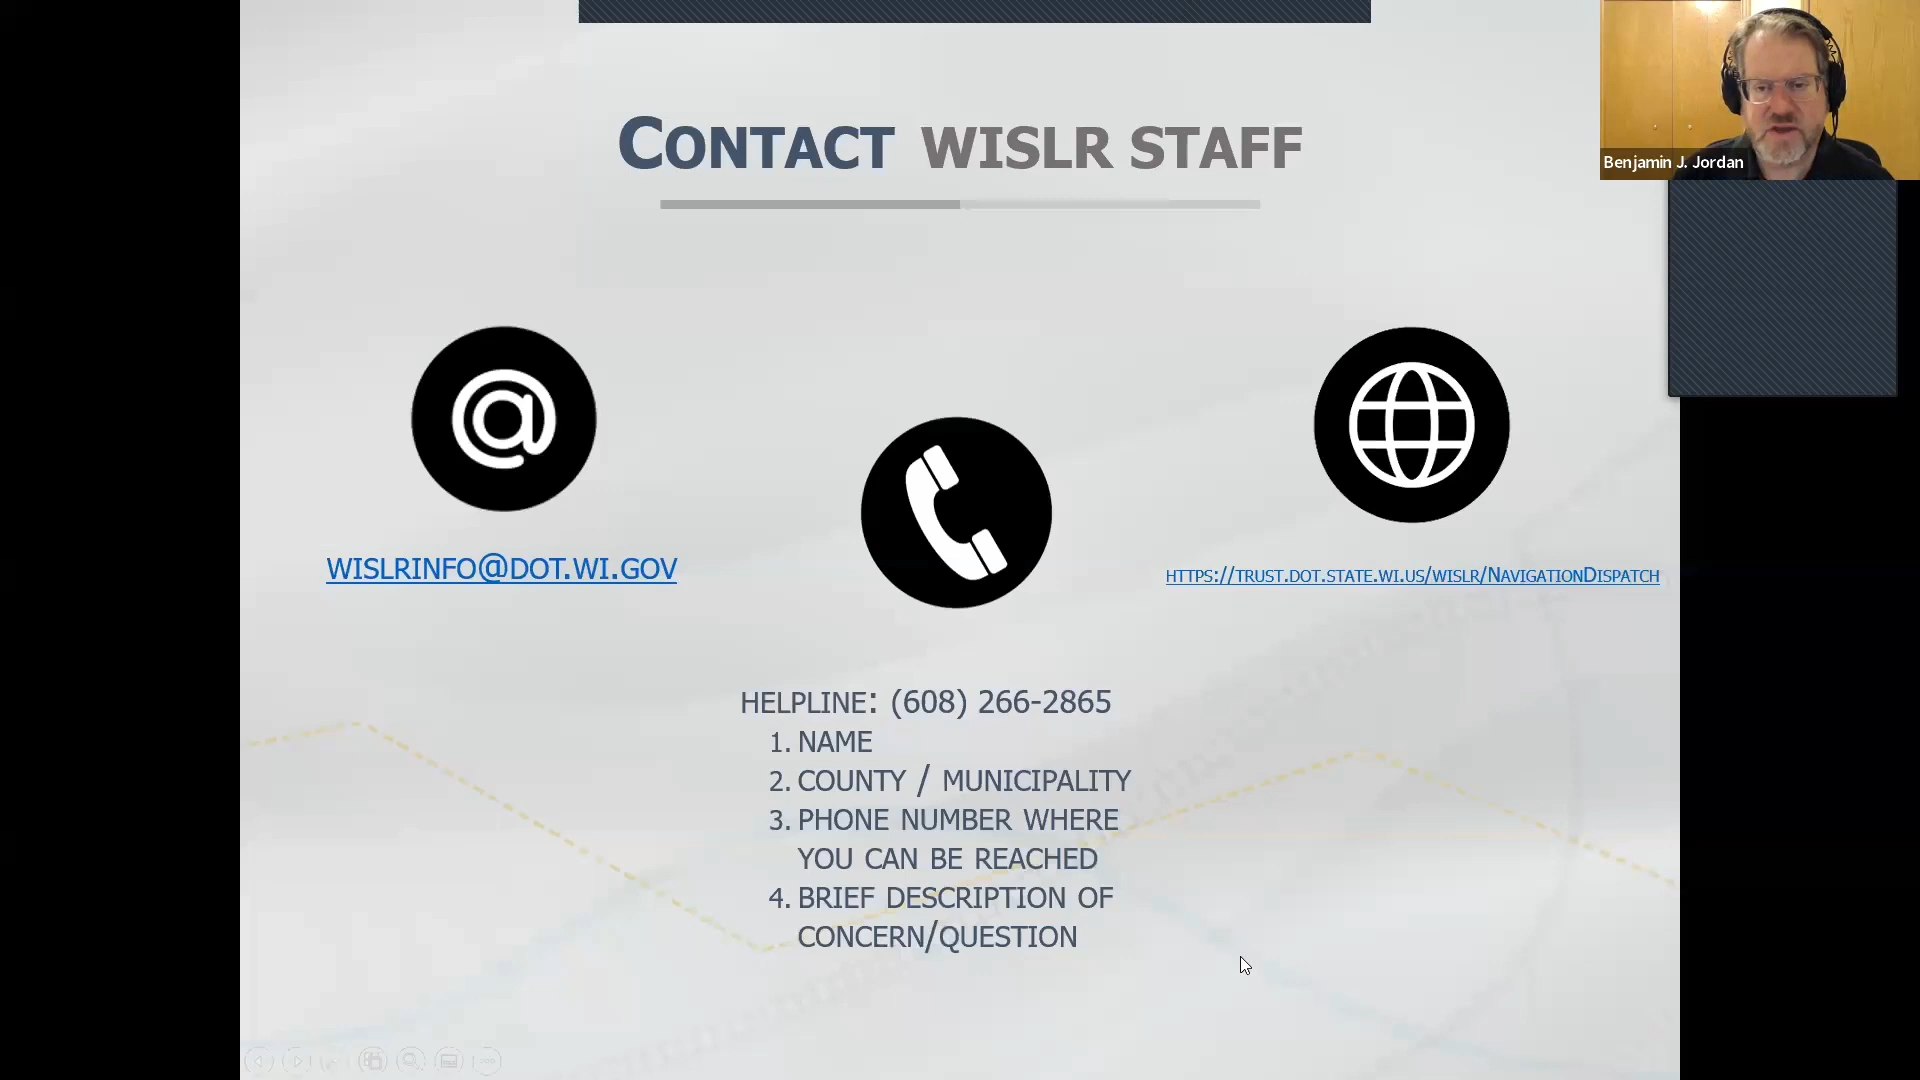 CONTACT WISLR STAFF
Benjamin J. Jordan
WISLRINFO@DOT.WI.GOV
HTTPS://TRUST.DOT.STATE.WI.US/WISLR/NAVIGATIONDISPATCH
HELPLINE: (608) 266-2865
1. NAME
2. COUNTY / MUNICIPALITY
3. PHONE NUMBER WHERE
YOU CAN BE REACHED
4. BRIEF DESCRIPTION OF
CONCERN/QUESTION